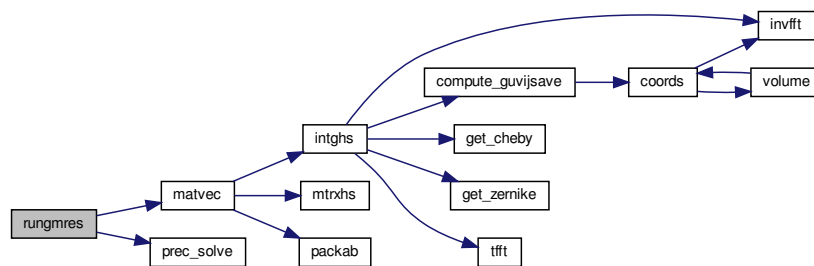 invfft
compute_guvijsave
coords
volume
intghs
get_cheby
matvec
mtrxhs
get_zernike
rungmres
prec_solve
packab
tfft